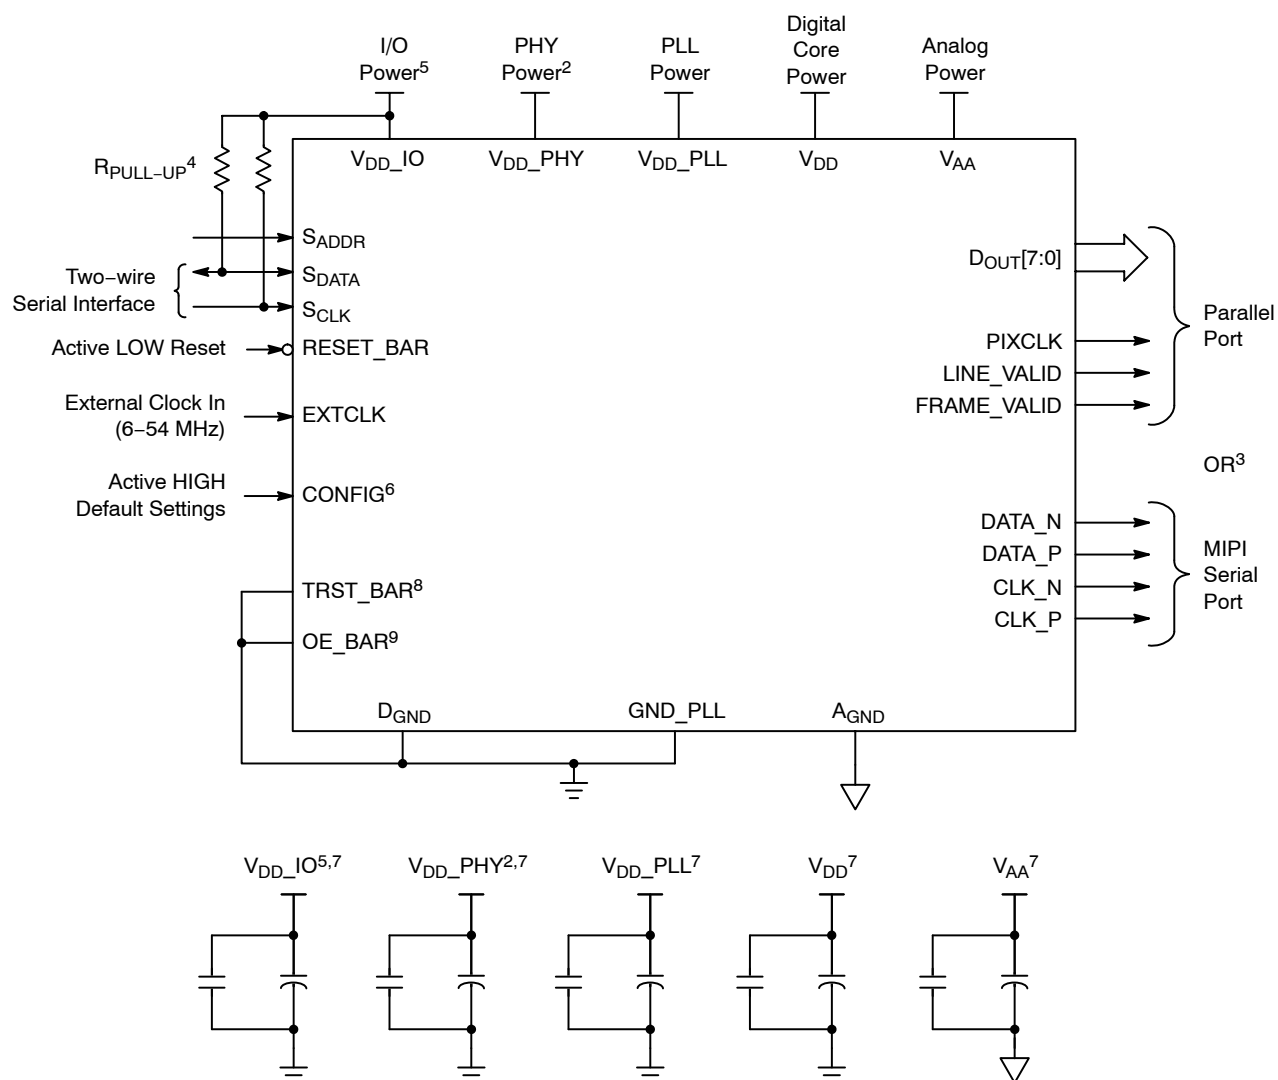 I/O
Power5
PHY
Power2
PLL
Power
Digital
Core
Power
Analog
Power
VDD_IO
VDD_PHY
VDD_PLL
VDD
VAA
RPULL–UP4
SADDR
SDATA
SCLK
Two–wire
Serial Interface
Active LOW Reset
RESET_BAR
External Clock In
(6–54 MHz)
EXTCLK
Active HIGH
Default Settings
CONFIG6
TRST_BAR8
OE_BAR9
DOUT[7:0]
PIXCLK
LINE_VALID
FRAME_VALID
Parallel
Port
OR3
DATA_N
DATA_P
CLK_N
CLK_P
MIPI
Serial
Port
DGND
GND_PLL
AGND
VDD_IO5,7
VDD_PHY2,7
VDD_PLL7
VDD7
VAA7